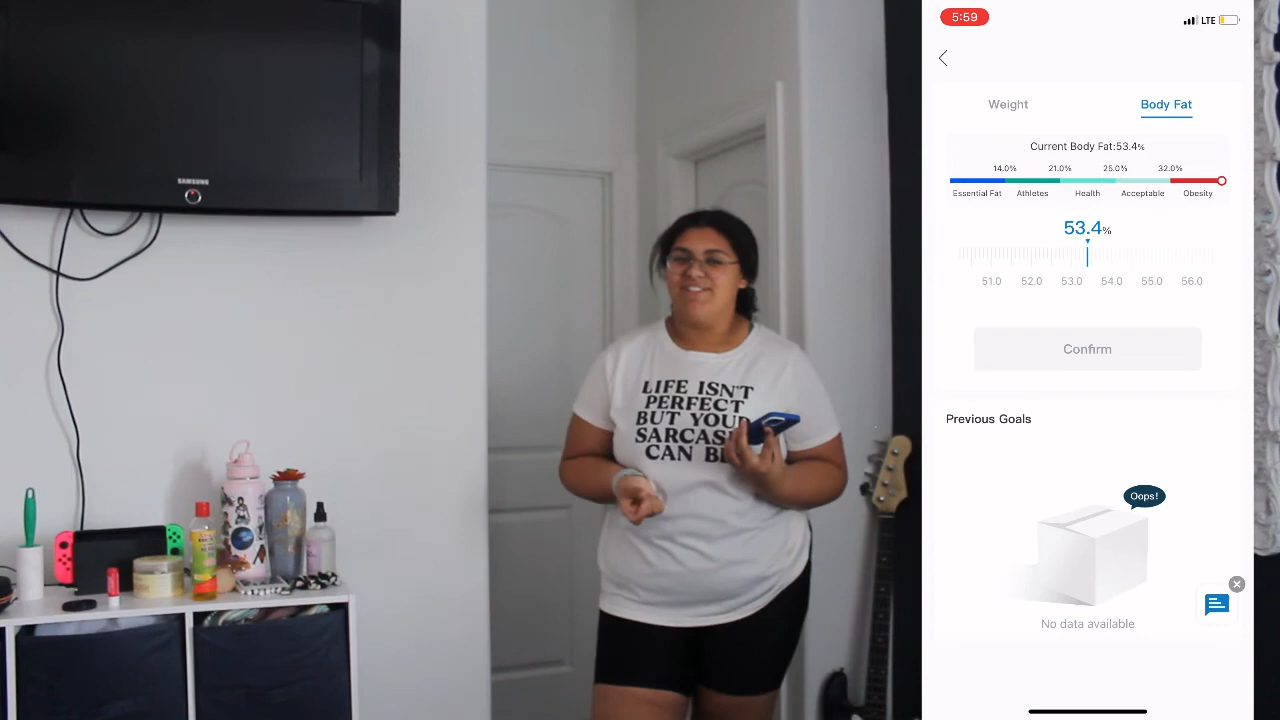 SAMSUNG
LIFE ISN'T
PERFECT
BUT YOUR
SARCAS
CAN BE
5:59
LTE
Weight
Body Fat
Current Body Fat:53.4%
14.0%
21.0%
25.0%
32.0%
Essential Fat
Athletes
Health
Acceptable
Obesity
53.4%
51.0
52.0
53.0
54.0
55.0
56.0
Confirm
Previous Goals
Oops!
No data available